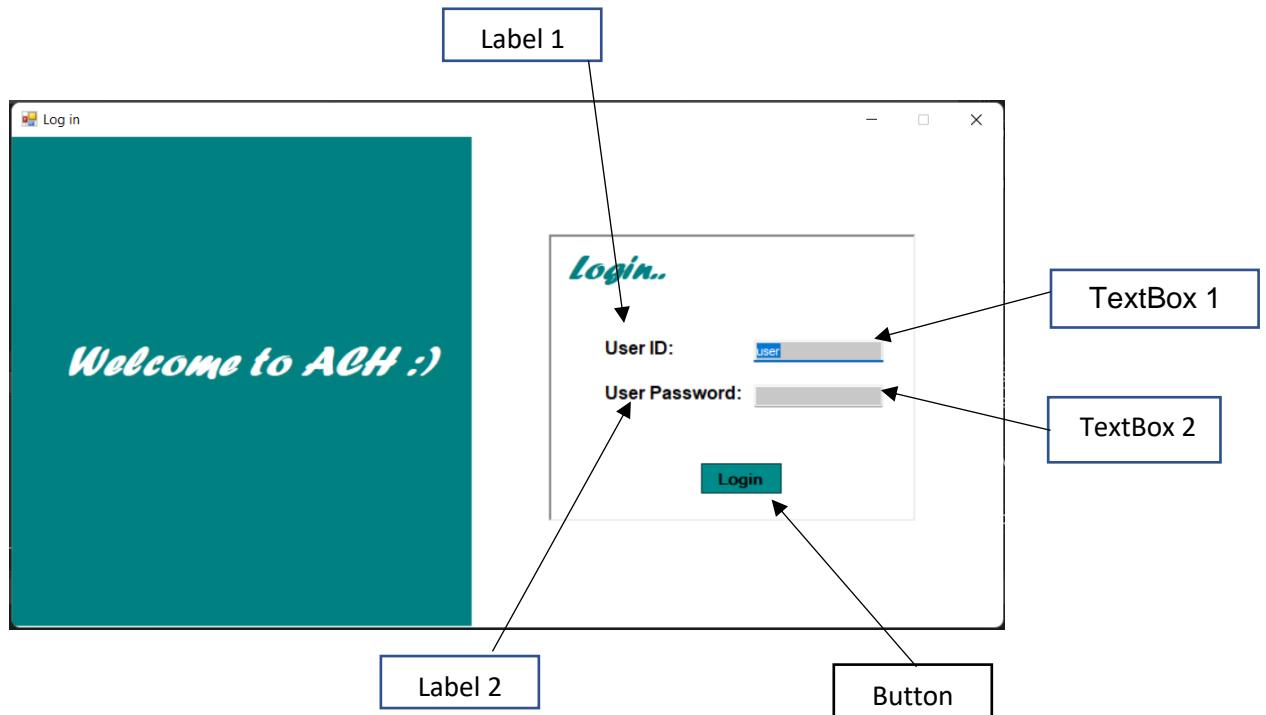 Label 1
Log in
Login..
TextBox 1
User ID:
user
Welcome to ACH :)
User Password:
TextBox 2
Login
Label 2
Button